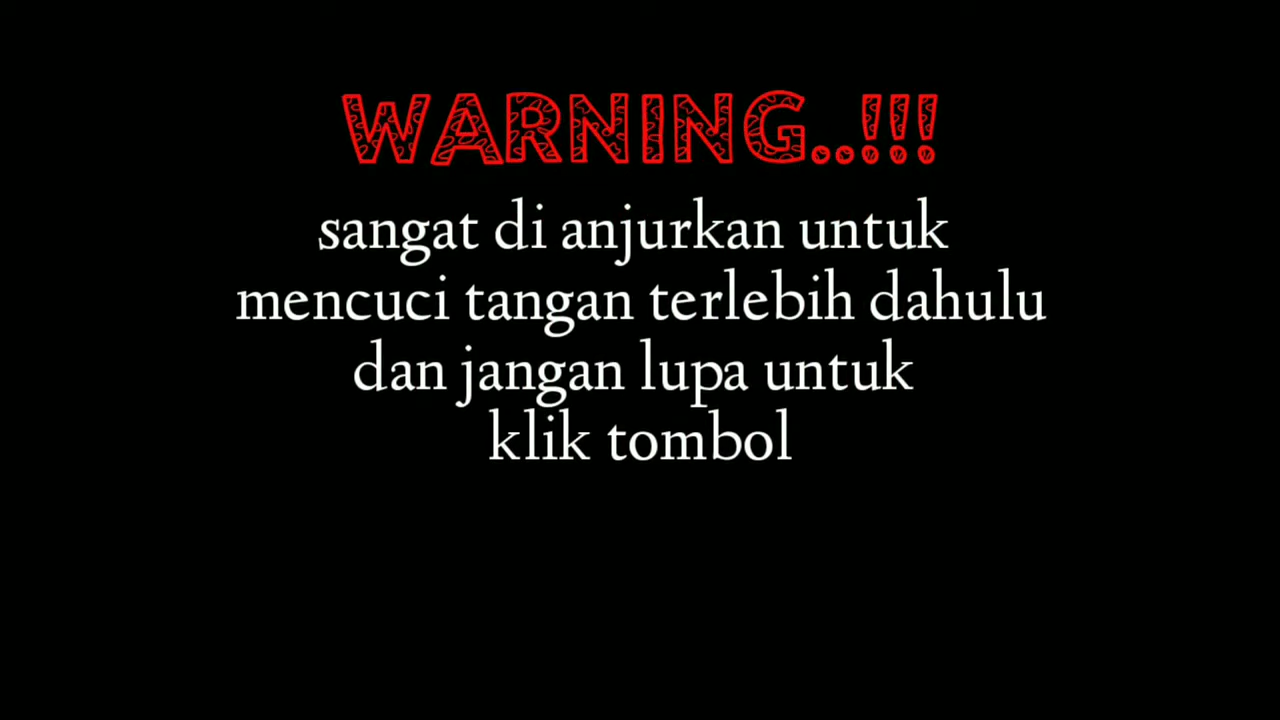 WARNING..!!!
sangat di anjurkan untuk
mencuci tangan terlebih dahulu
dan jangan lupa untuk
klik tombol